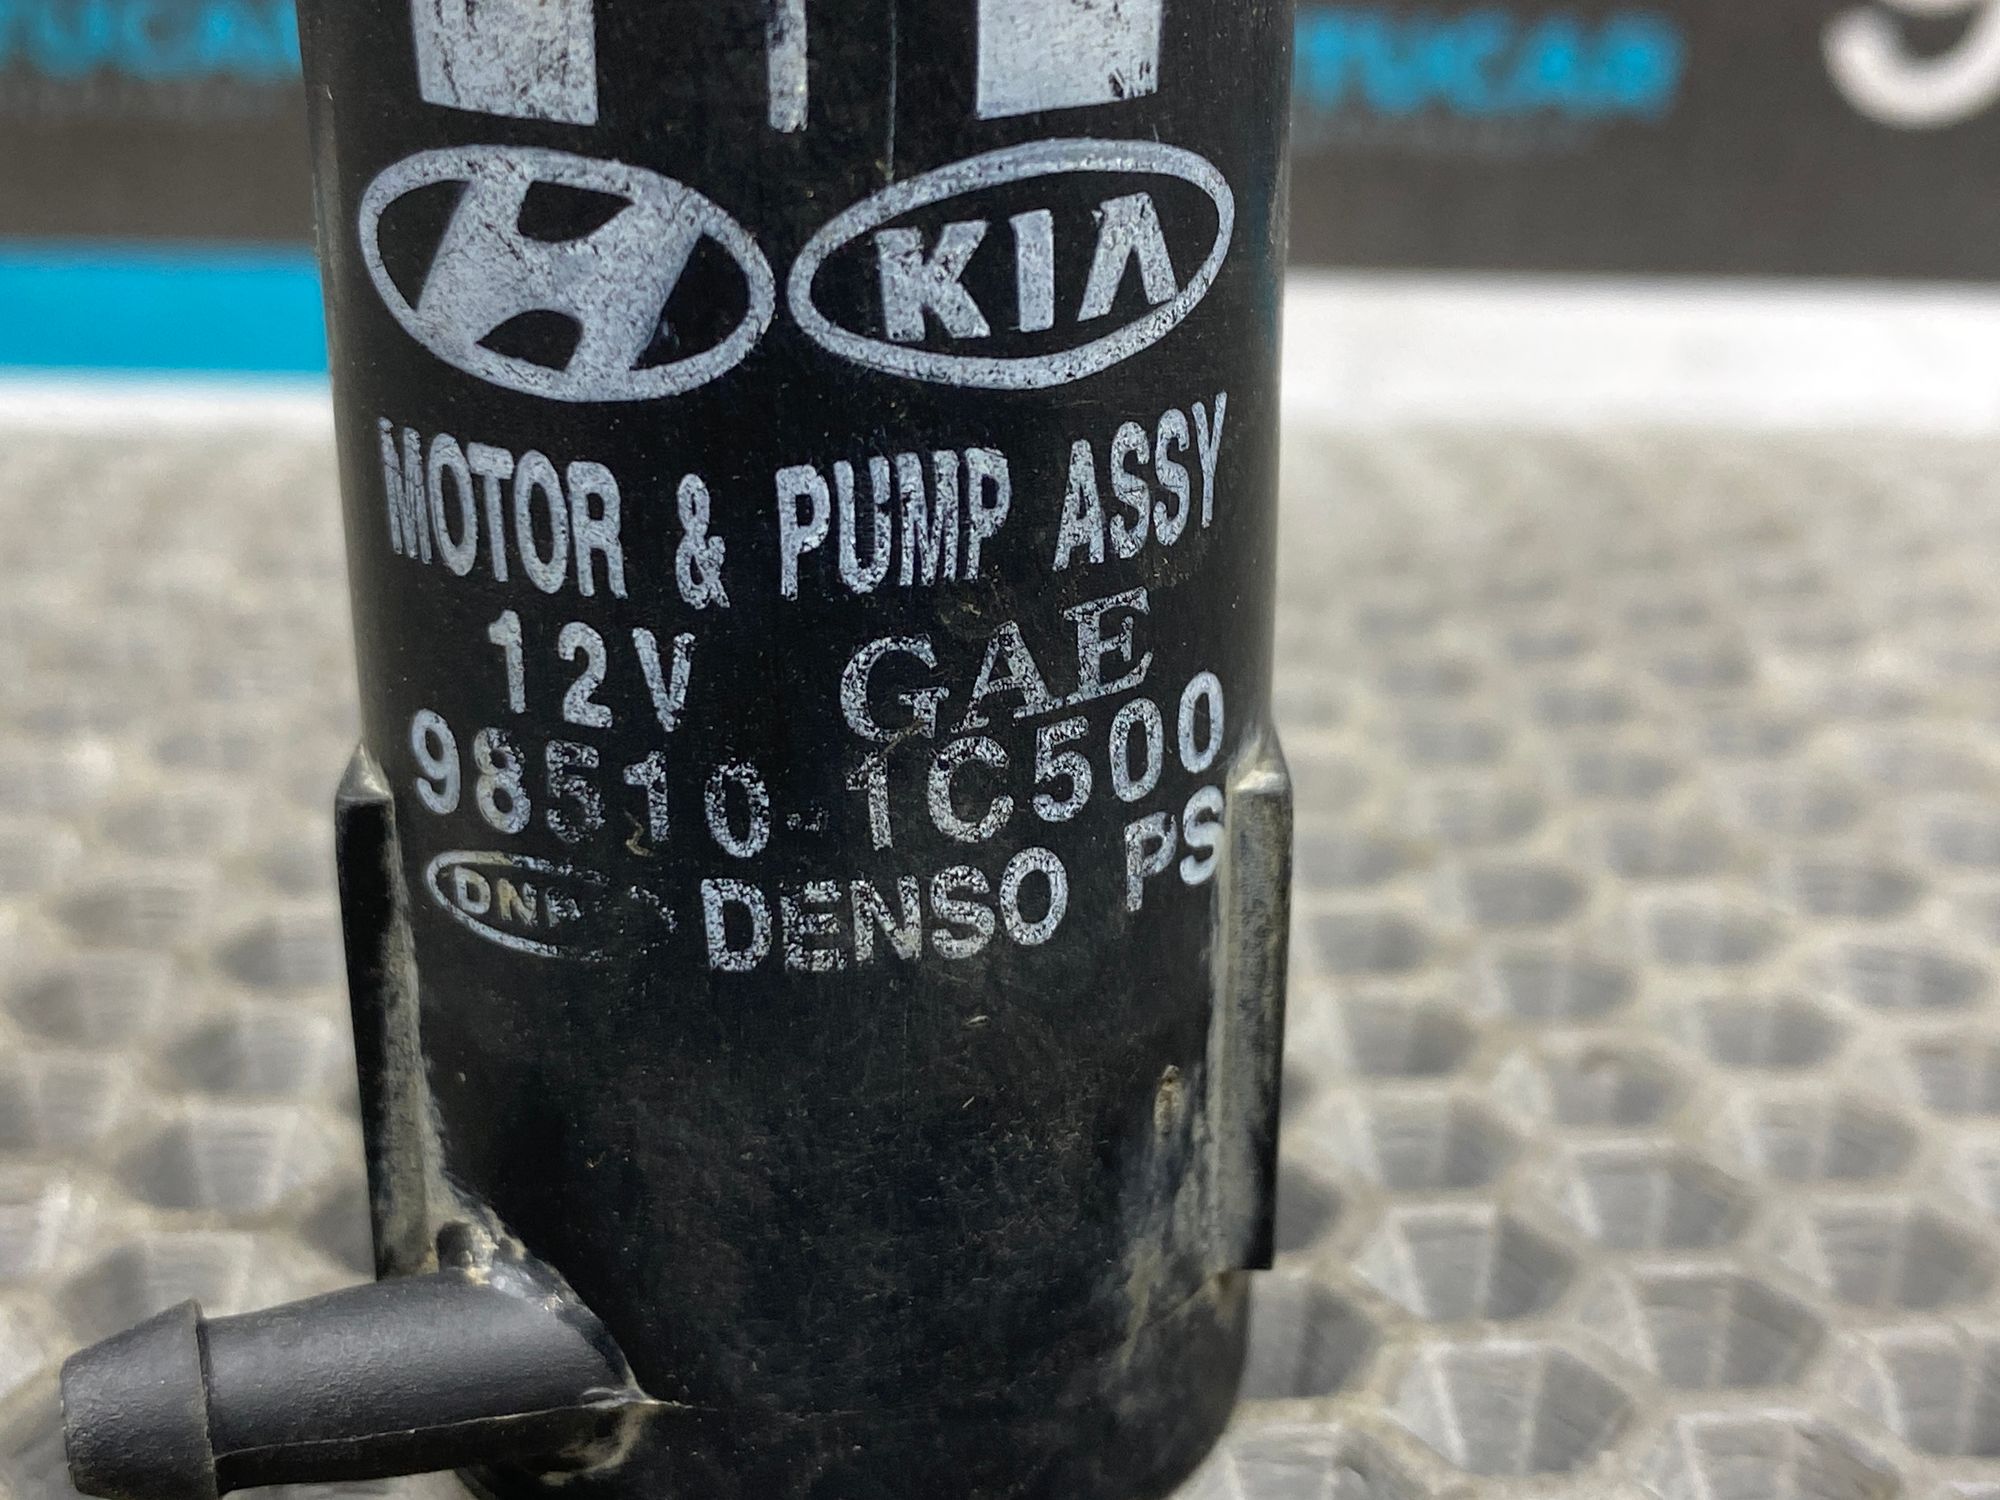 KIA
MOTOR & PUMP ASSY
12V GAE
98510-1C500
DENSO PS